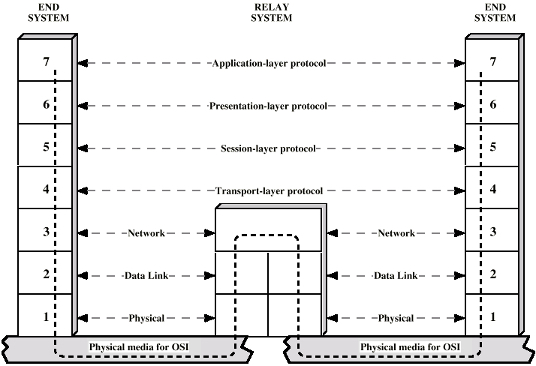 END
SYSTEM
RELAY
SYSTEM
END
SYSTEM
7 Application-layer protocol 7
6 Presentation-layer protocol 6
5 Session-layer protocol 5
4 Transport-layer protocol 4
3 Network Network 3
2 Data Link Data Link 2
1 Physical Physical 1
Physical media for OSI Physical media for OSI